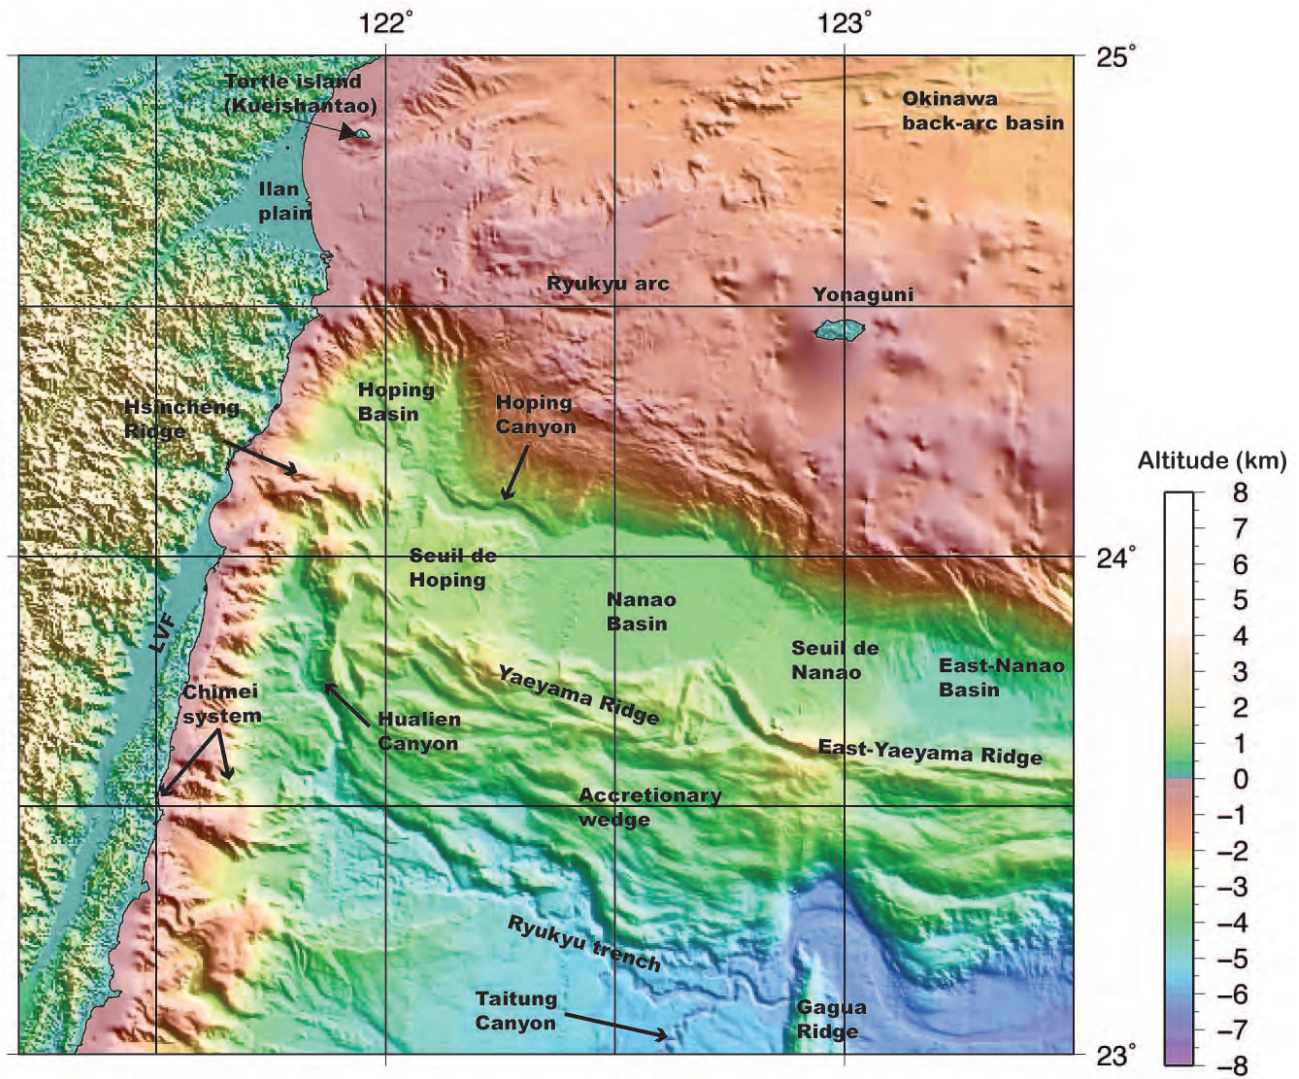 122°
123°
25°
Tortle island
(Kueishantao)
Okinawa
back-arc basin
Ilan
plain
Ryukyu arc
Yonaguni
Hoping
Basin
Hsincheng
Ridge
Hoping
Canyon
Altitude (km)
8
7
6
5
4
3
2
1
0
−1
−2
−3
−4
−5
−6
−7
−8
24°
Seuil de
Hoping
Nanao
Basin
LVF
Seuil de
Nanao
East-Nanao
Basin
Yaeyama Ridge
Chimei
system
Hualien
Canyon
East-Yaeyama Ridge
Accretionary
wedge
Ryukyu trench
Taitung
Canyon
Gagua
Ridge
23°